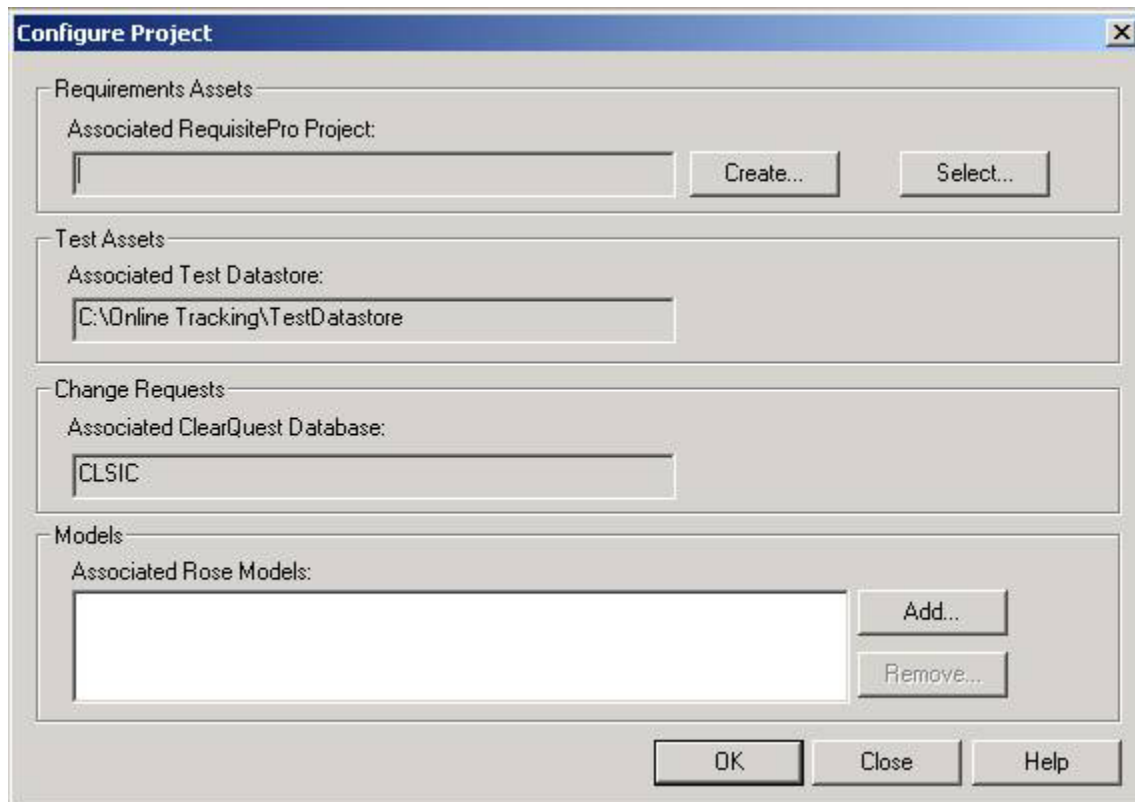 Configure Project
Requirements Assets
Associated RequisitePro Project:
Create... Select...
Test Assets
Associated Test Datastore:
C:\Online Tracking\TestDatastore
Change Requests
Associated ClearQuest Database:
CLSIC
Models
Associated Rose Models:
Add...
Remove...
OK Close Help